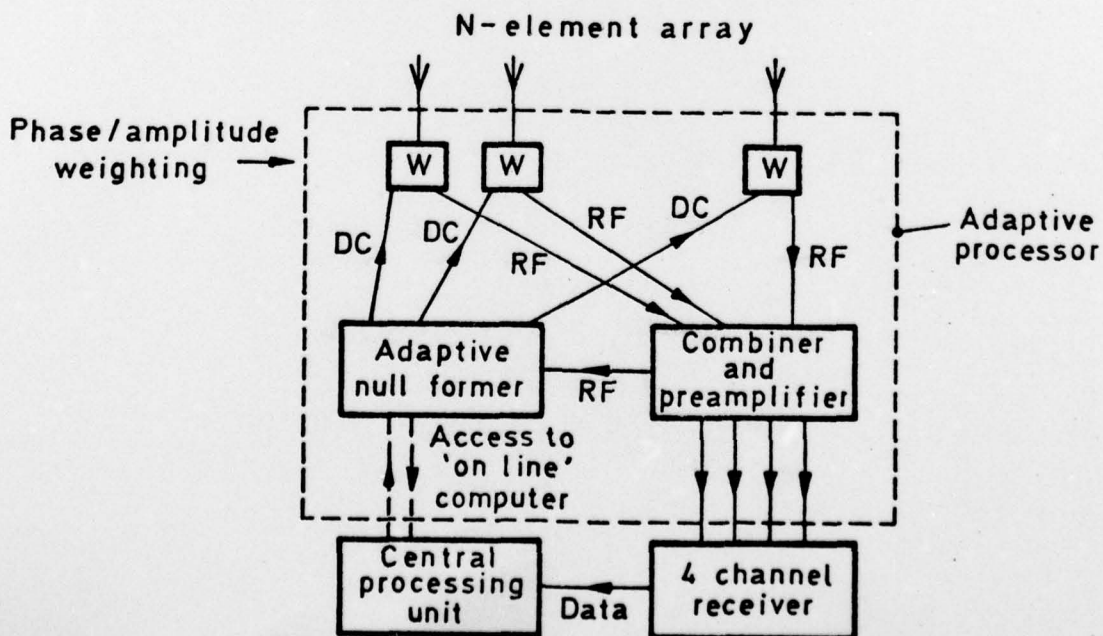 N-element array
Phase/amplitude
weighting
W
W
W
DC
DC
RF
RF
DC
RF
Adaptive
processor
Adaptive
null former
RF
Combiner
and
preamplifier
Access to
'on line'
computer
Central
processing
unit
Data
4 channel
receiver